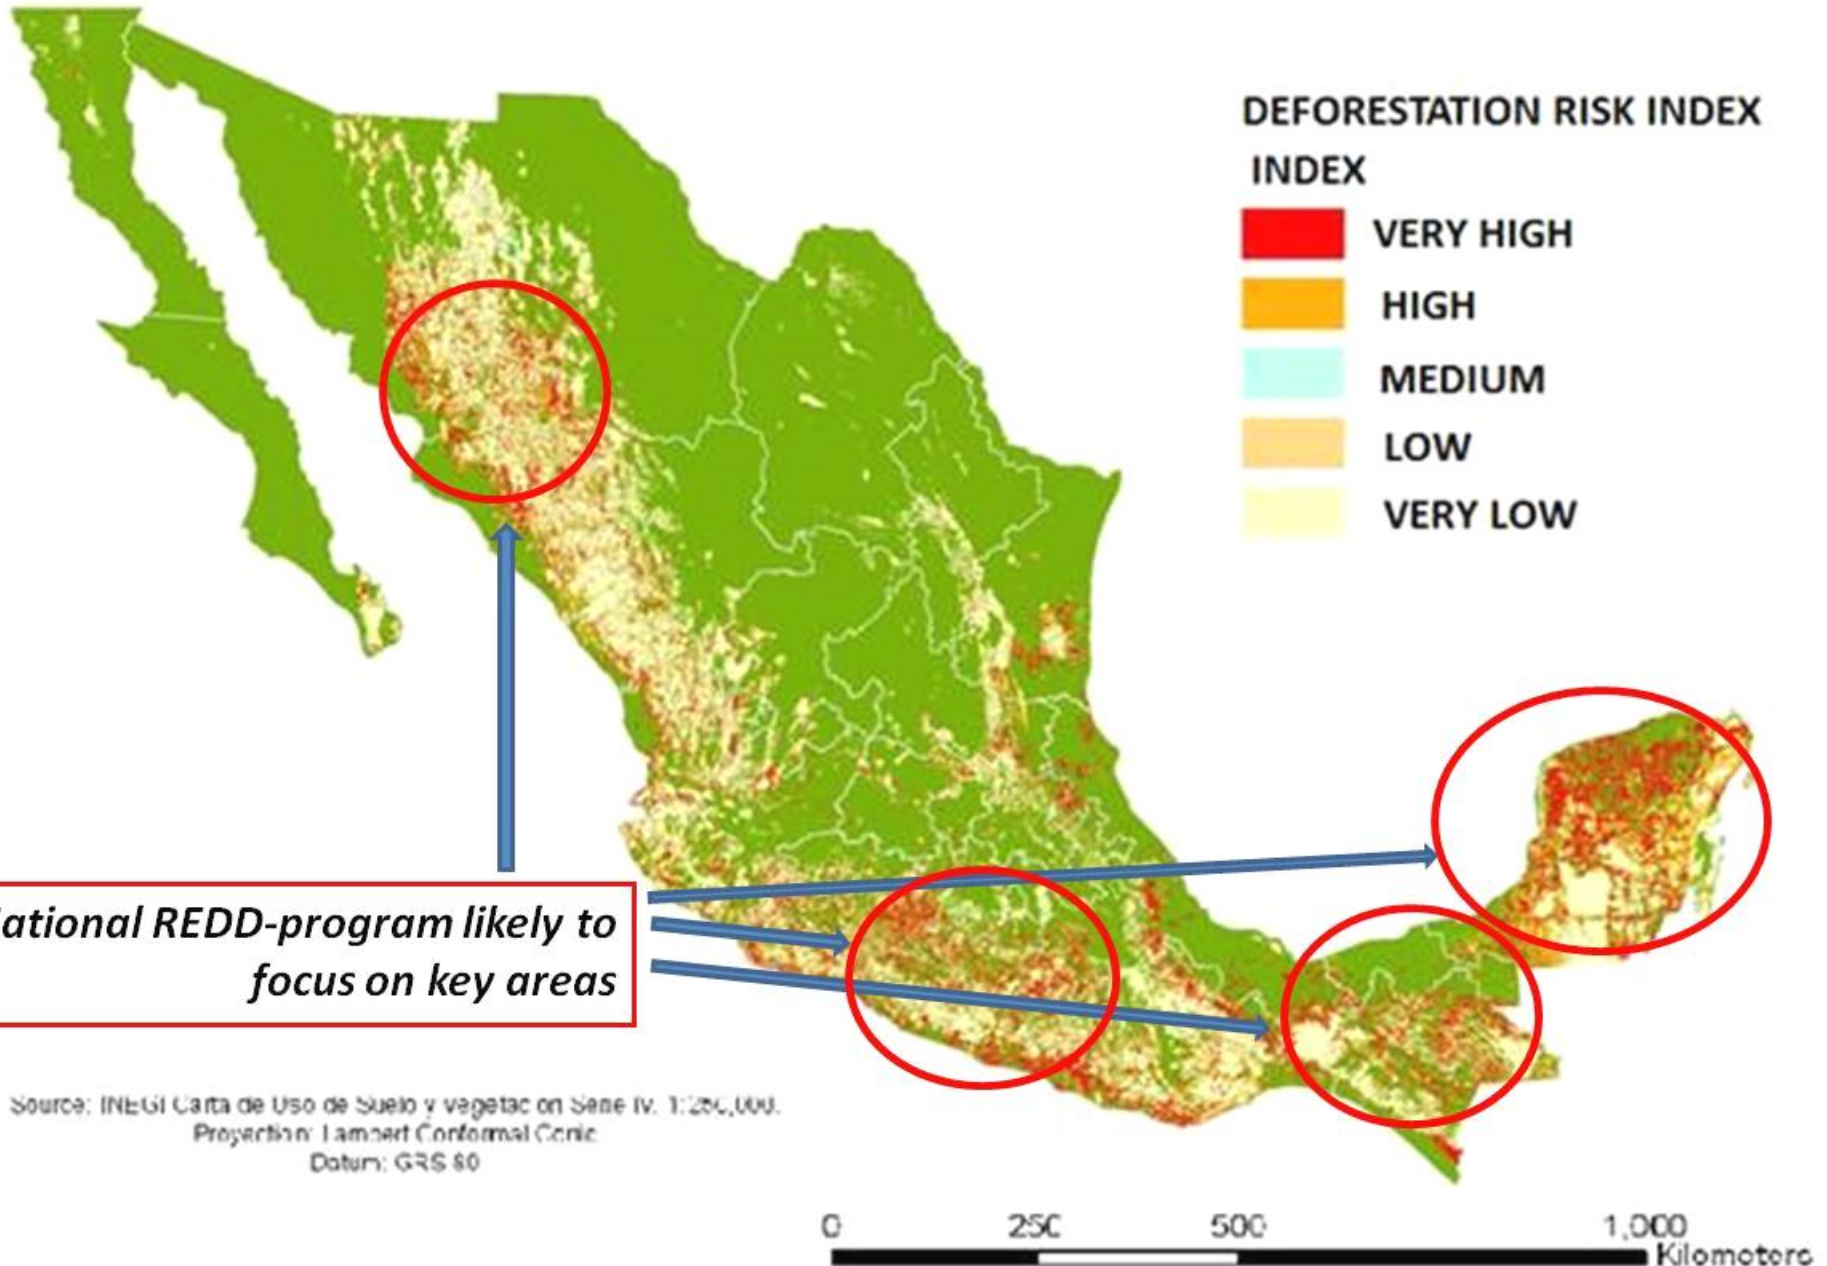 DEFORESTATION RISK INDEX
INDEX
VERY HIGH
HIGH
MEDIUM
LOW
VERY LOW
ational REDD-program likely to
focus on key areas
Source: INEGI Carta de Uso de Suelo y Vegetac on Serie IV. 1:250,000.
Proyection: Lambert Conformal Conic
Datum: GRS 80
0 250 500 1,000
Kilometers